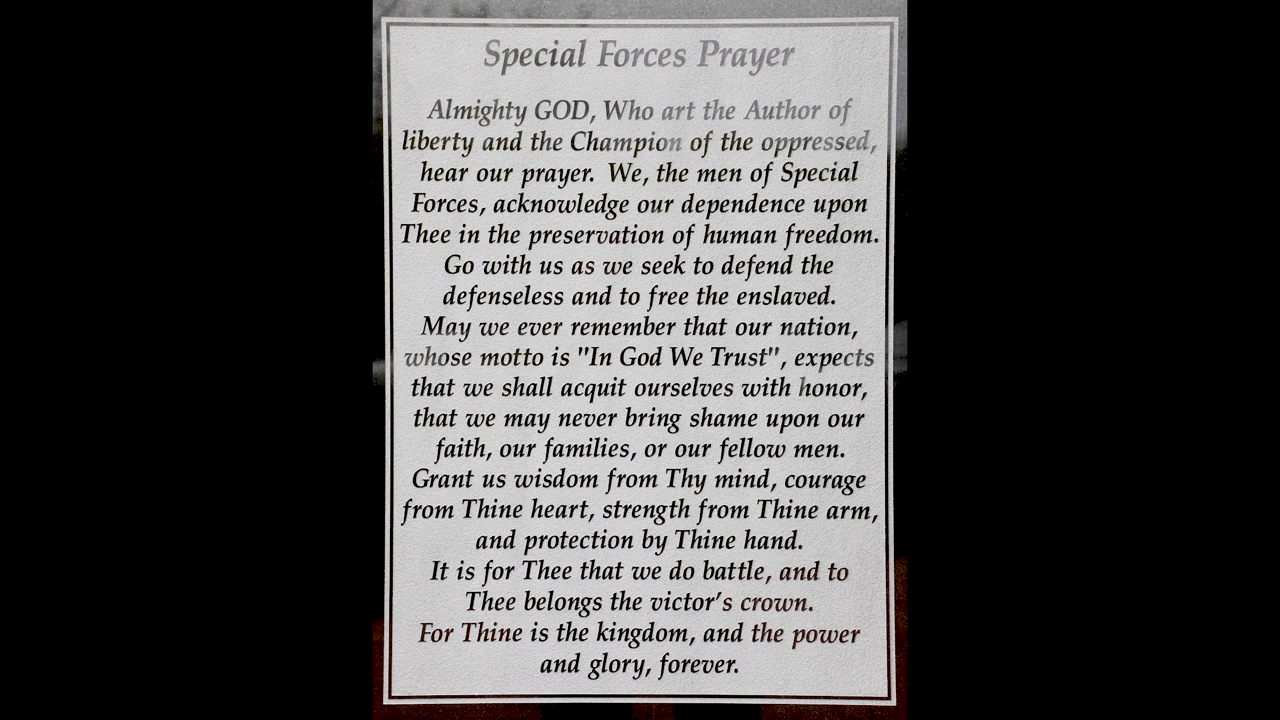 Special Forces Prayer
Almighty GOD, Who art the Author of
liberty and the Champion of the oppressed,
hear our prayer. We, the men of Special
Forces, acknowledge our dependence upon
Thee in the preservation of human freedom.
Go with us as we seek to defend the
defenseless and to free the enslaved.
May we ever remember that our nation,
whose motto is "In God We Trust", expects
that we shall acquit ourselves with honor,
that we may never bring shame upon our
faith, our families, or our fellow men.
Grant us wisdom from Thy mind, courage
from Thine heart, strength from Thine arm,
and protection by Thine hand.
It is for Thee that we do battle, and to
Thee belongs the victor’s crown.
For Thine is the kingdom, and the power
and glory, forever.